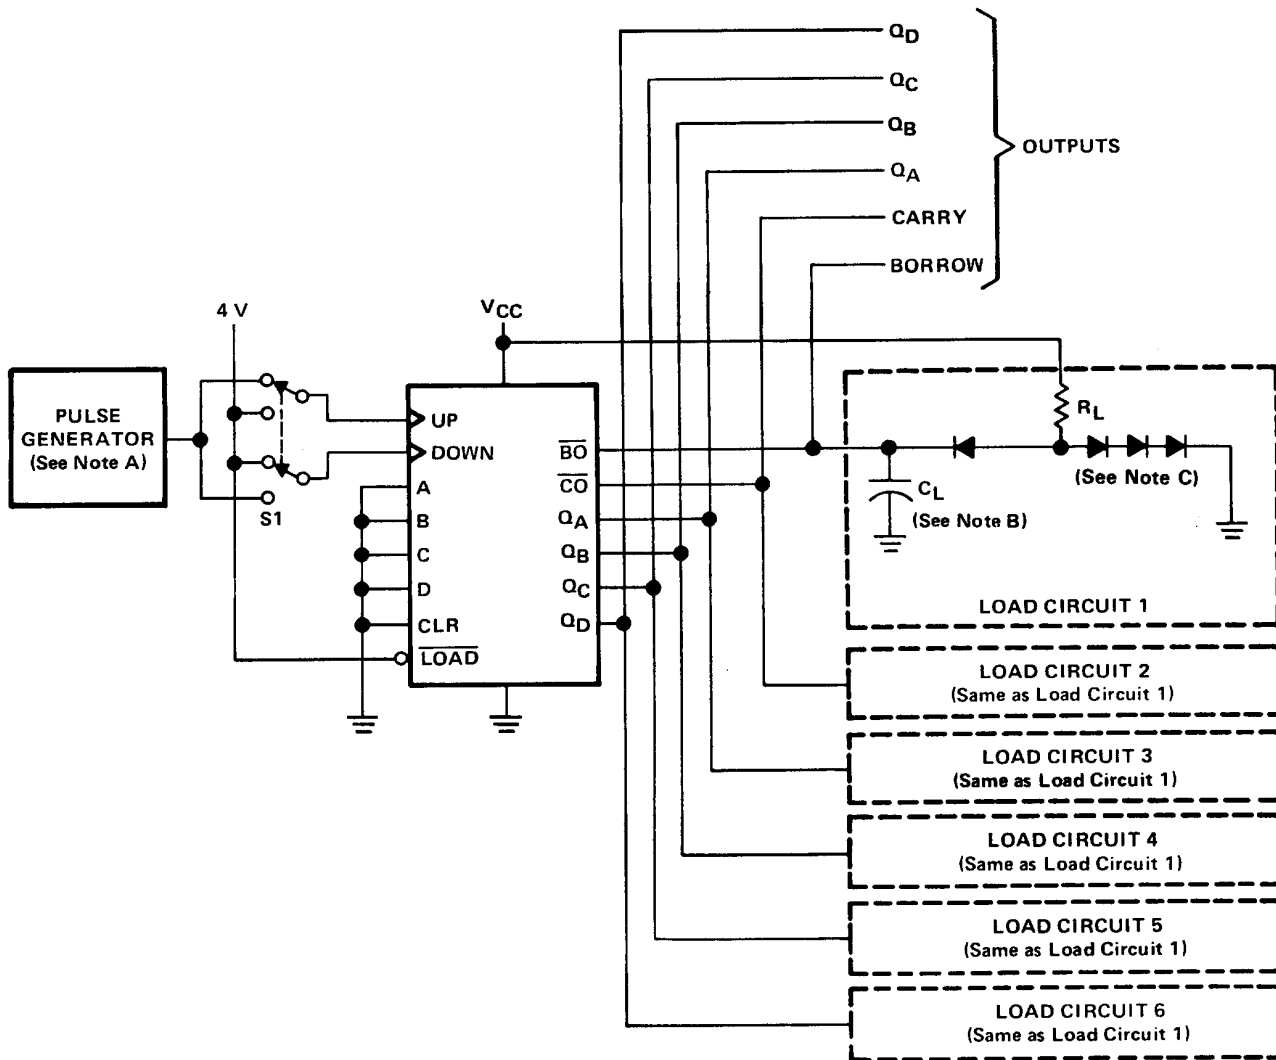 QD
QC
QB
QA
CARRY
BORROW
OUTPUTS
4 V
VCC
PULSE
GENERATOR
(See Note A)
S1
UP
DOWN
A
B
C
D
CLR
LOAD
BO
CO
QA
QB
QC
QD
RL
(See Note C)
CL
(See Note B)
LOAD CIRCUIT 1
LOAD CIRCUIT 2
(Same as Load Circuit 1)
LOAD CIRCUIT 3
(Same as Load Circuit 1)
LOAD CIRCUIT 4
(Same as Load Circuit 1)
LOAD CIRCUIT 5
(Same as Load Circuit 1)
LOAD CIRCUIT 6
(Same as Load Circuit 1)